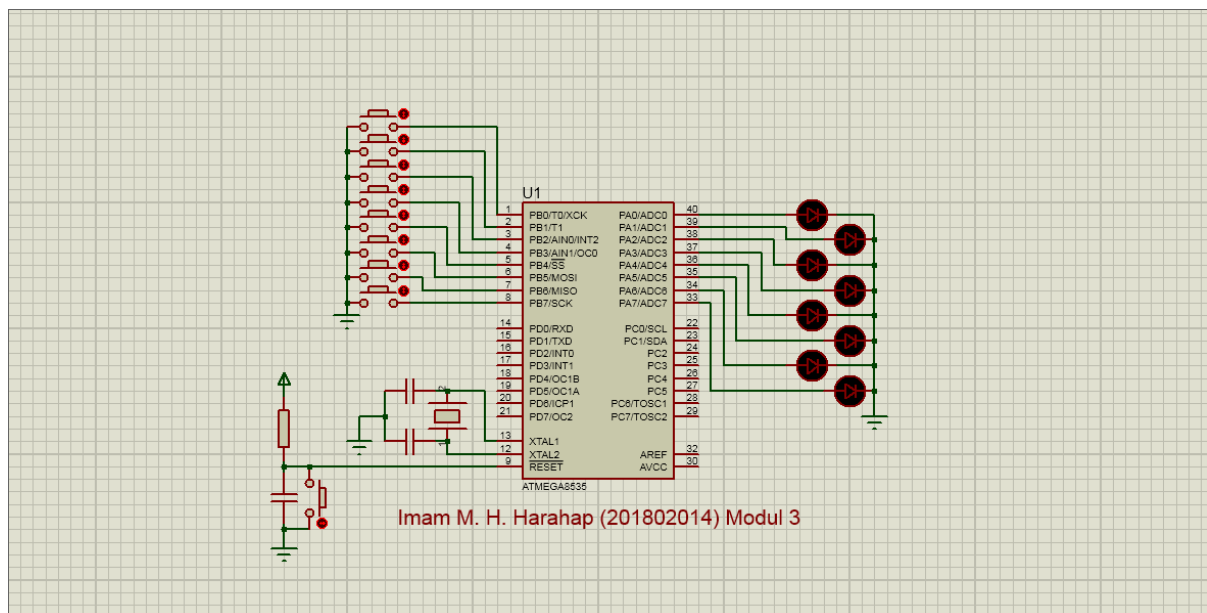 U1
1 PB0/T0/XCK PA0/ADC0 40
2 PB1/T1 PA1/ADC1 39
3 PB2/AIN0/INT2 PA2/ADC2 38
4 PB3/AIN1/OC0 PA3/ADC3 37
5 PB4/SS PA4/ADC4 36
6 PB5/MOSI PA5/ADC5 35
7 PB6/MISO PA6/ADC6 34
8 PB7/SCK PA7/ADC7 33
14 PD0/RXD PC0/SCL 22
15 PD1/TXD PC1/SDA 23
16 PD2/INT0 PC2 24
17 PD3/INT1 PC3 25
18 PD4/OC1B PC4 26
19 PD5/OC1A PC5 27
20 PD6/ICP1 PC6/TOSC1 28
21 PD7/OC2 PC7/TOSC2 29
2
1
13 XTAL1
12 XTAL2 AREF 32
9 RESET AVCC 30
ATMEGA8535
Imam M. H. Harahap (201802014) Modul 3